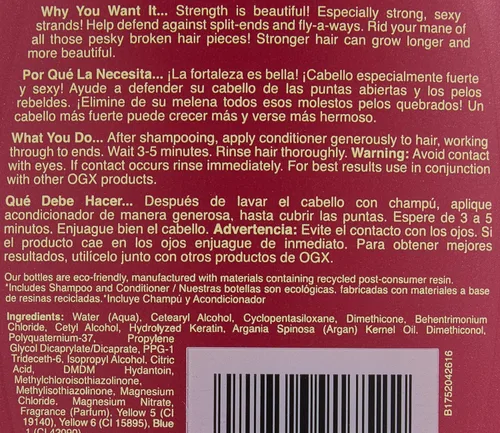 Why You Want It... Strength is beautiful! Especially strong, sexy
strands! Help defend against split-ends and fly-a-ways. Rid your mane of
all those pesky broken hair pieces! Stronger hair can grow longer and
more beautiful.
Por Qué La Necesita... ¡La fortaleza es bella! ¡Cabello especialmente fuerte
y sexy! Ayude a defender su cabello de las puntas abiertas y los pelos
rebeldes. ¡Elimine de su melena todos esos molestos pelos quebrados! Un
cabello más fuerte puede crecer más y verse más hermoso.
What You Do... After shampooing, apply conditioner generously to hair, working
through to ends. Wait 3-5 minutes. Rinse hair thoroughly. Warning: Avoid contact
with eyes. If contact occurs rinse immediately. For best results use in conjunction
with other OGX products.
Qué Debe Hacer... Después de lavar el cabello con champú, aplique
acondicionador de manera generosa, hasta cubrir las puntas. Espere de 3 a 5
minutos. Enjuague bien el cabello. Advertencia: Evite el contacto con los ojos. Si
el producto cae en los ojos enjuague de inmediato. Para obtener mejores
resultados, utilícelo junto con otros productos de OGX.
Our bottles are eco-friendly, manufactured with materials containing recycled post-consumer resin.
*Includes Shampoo and Conditioner / Nuestras botellas son ecológicas. fabricadas con materiales a base
de resinas recicladas.*Incluye Champú y Acondicionador
Ingredients: Water (Aqua), Cetearyl Alcohol, Cyclopentasiloxane, Dimethicone, Behentrimonium
Chloride, Cetyl Alcohol, Hydrolyzed Keratin, Argania Spinosa (Argan) Kernel Oil. Dimethiconol,
Polyquaternium-37, Propylene
Glycol Dicaprylate/Dicaprate, PPG-1
Trideceth-6, Isopropyl Alcohol, Citric
Acid, DMDM Hydantoin,
Methylchloroisothiazolinone,
Methylisothiazolinone, Magnesium
Chloride, Magnesium Nitrate,
Fragrance (Parfum), Yellow 5 (CI
19140), Yellow 6 (CI 15895), Blue
1 (CI 42090)
B1752042616